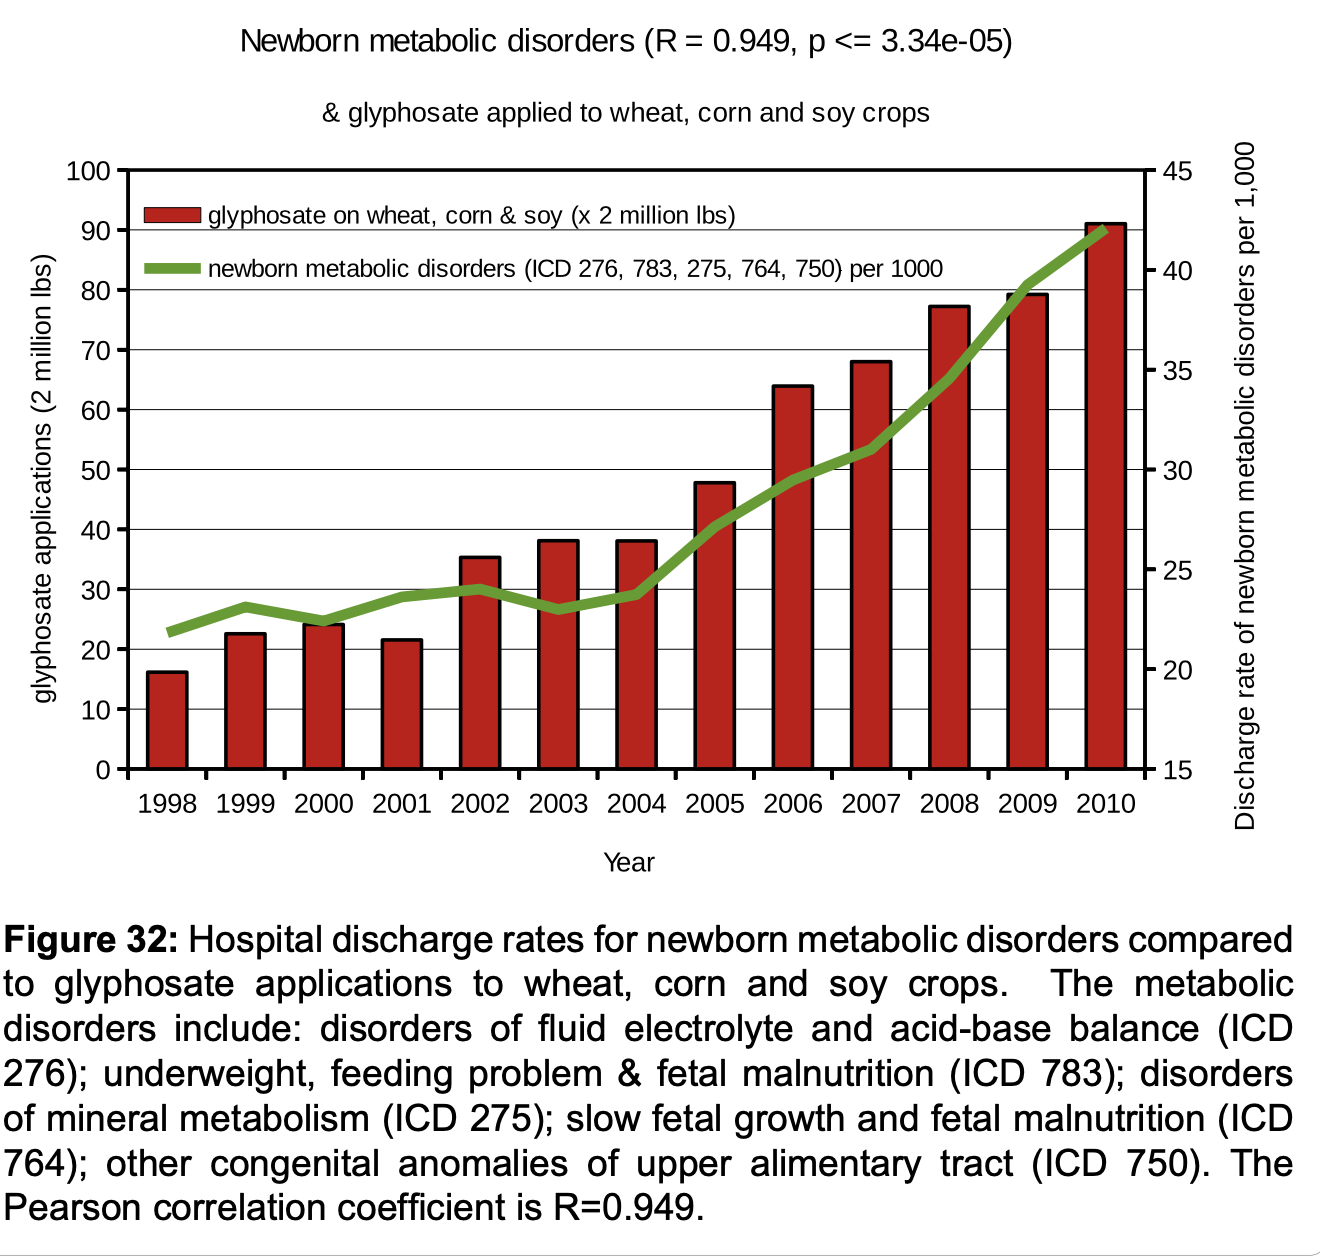 Newborn metabolic disorders (R = 0.949, p <= 3.34e-05)
& glyphosate applied to wheat, corn and soy crops
glyphosate applications (2 million lbs)
100
90
80
70
60
50
40
30
20
10
0
glyphosate on wheat, corn & soy (x 2 million lbs)
newborn metabolic disorders (ICD 276, 783, 275, 764, 750) per 1000
45
40
35
30
25
20
15
Discharge rate of newborn metabolic disorders per 1,000
1998 1999 2000 2001 2002 2003 2004 2005 2006 2007 2008 2009 2010
Year
Figure 32: Hospital discharge rates for newborn metabolic disorders compared
to glyphosate applications to wheat, corn and soy crops. The metabolic
disorders include: disorders of fluid electrolyte and acid-base balance (ICD
276); underweight, feeding problem & fetal malnutrition (ICD 783); disorders
of mineral metabolism (ICD 275); slow fetal growth and fetal malnutrition (ICD
764); other congenital anomalies of upper alimentary tract (ICD 750). The
Pearson correlation coefficient is R=0.949.